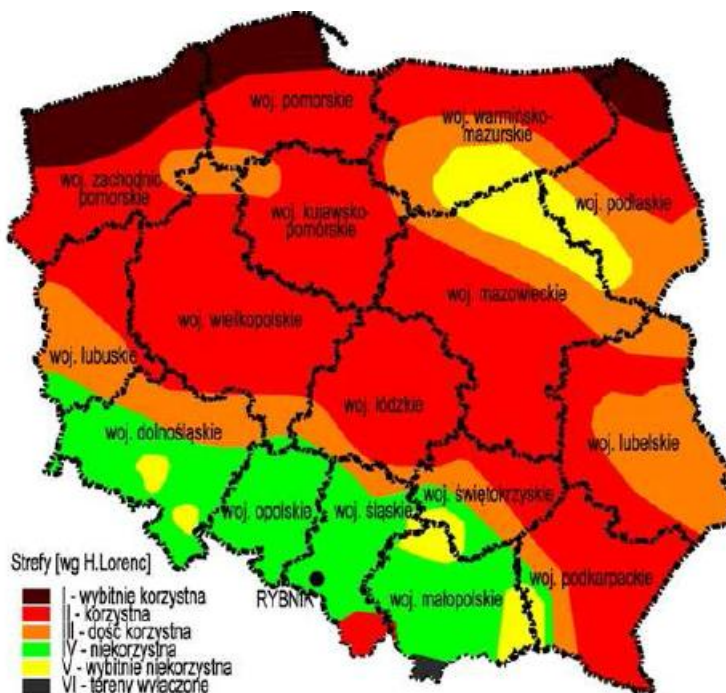 woj. pomorskie
woj. warmińsko-
mazurskie
woj. zachodnio
pomorskie
woj. kujawsko-
pomorskie
woj. podlaskie
woj. mazowieckie
woj. wielkopolskie
woj. lubuskie
woj. łódzkie
woj. dolnośląskie
woj. lubelskie
woj. opolskie
woj. śląskie
woj. świętokrzyskie
woj. podkarpackie
woj. małopolskie
RYBNIK
Strefy [wg H.Lorenc]
I - wybitnie korzystna
II - korzystna
III - dość korzystna
IV - niekorzystna
V - wybitnie niekorzystna
VI - tereny wyłączone